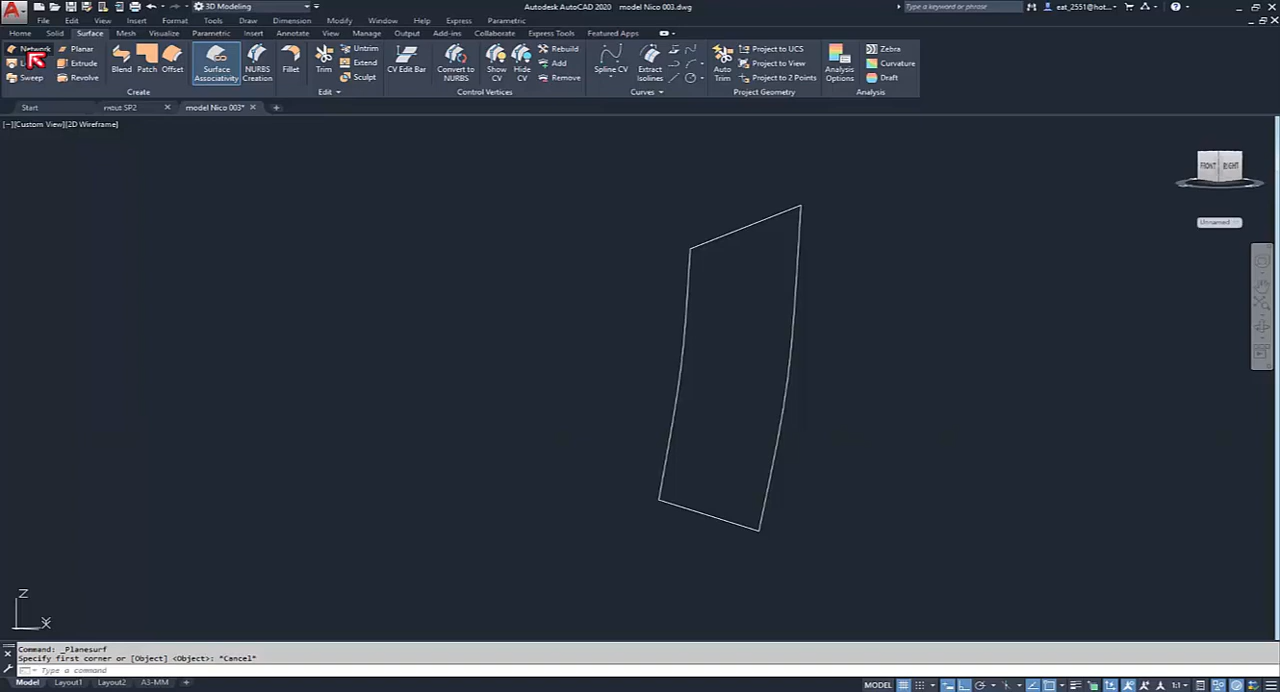 3D Modeling
Autodesk AutoCAD 2020 model Nico 003.dwg
Type a keyword or phrase
eat_2551@hot...
File Edit View Insert Format Tools Draw Dimension Modify Window Help Express Parametric
Home Solid Surface Mesh Visualize Parametric Insert Annotate View Manage Output Add-ins Collaborate Express Tools Featured Apps
Network Planar
Extrude
Sweep Revolve
Blend Patch Offset
Surface Associativity
NURBS Creation
Fillet
Trim
Untrim
Extend
Sculpt
CV Edit Bar
Convert to NURBS
Show CV
Hide CV
Rebuild
Add
Remove
Spline CV
Extract Isolines
Auto Trim
Project to UCS
Project to View
Project to 2 Points
Analysis Options
Zebra
Curvature
Draft
Create Edit Control Vertices Curves Project Geometry Analysis
Start model Nico 003*
[−][Custom View][2D Wireframe]
FRONT RIGHT
Unnamed
Z
X
Command: _Planesurf
Specify first corner or [Object] <Object>: *Cancel*
Type a command
Model Layout1 Layout2 A3-MM
MODEL 1:1